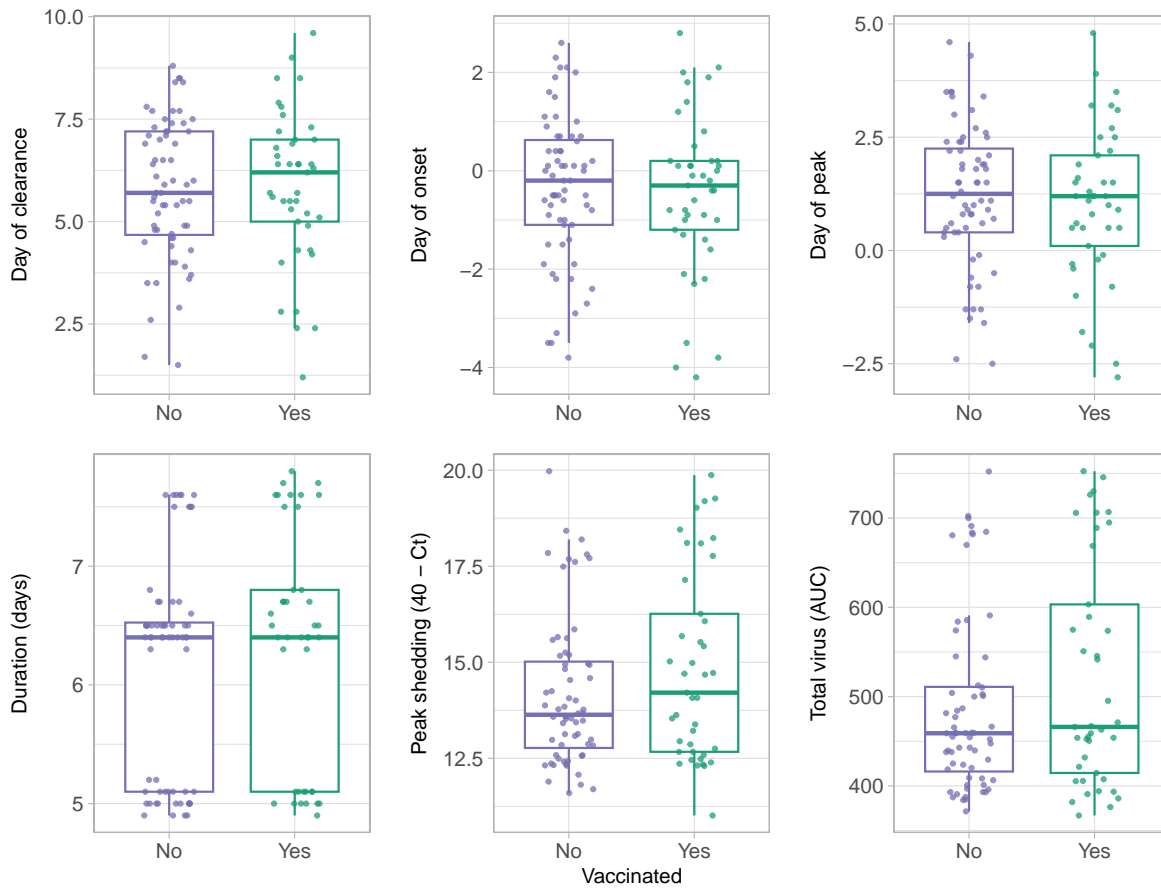 Day of clearance
10.0
7.5
5.0
2.5
No
Yes
Day of onset
2
0
−2
−4
No
Yes
Day of peak
5.0
2.5
0.0
−2.5
No
Yes
Duration (days)
7
6
5
No
Yes
Peak shedding (40 − Ct)
20.0
17.5
15.0
12.5
No
Yes
Total virus (AUC)
700
600
500
400
No
Yes
Vaccinated